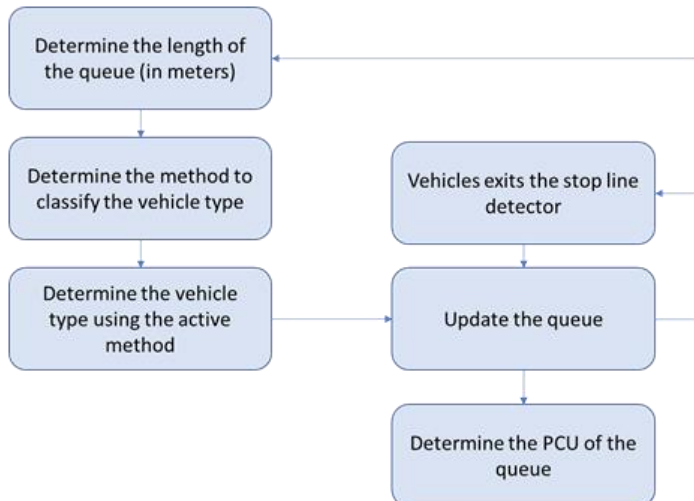 Determine the length of
the queue (in meters)
Determine the method to
classify the vehicle type
Determine the vehicle
type using the active
method
Vehicles exits the stop line
detector
Update the queue
Determine the PCU of the
queue